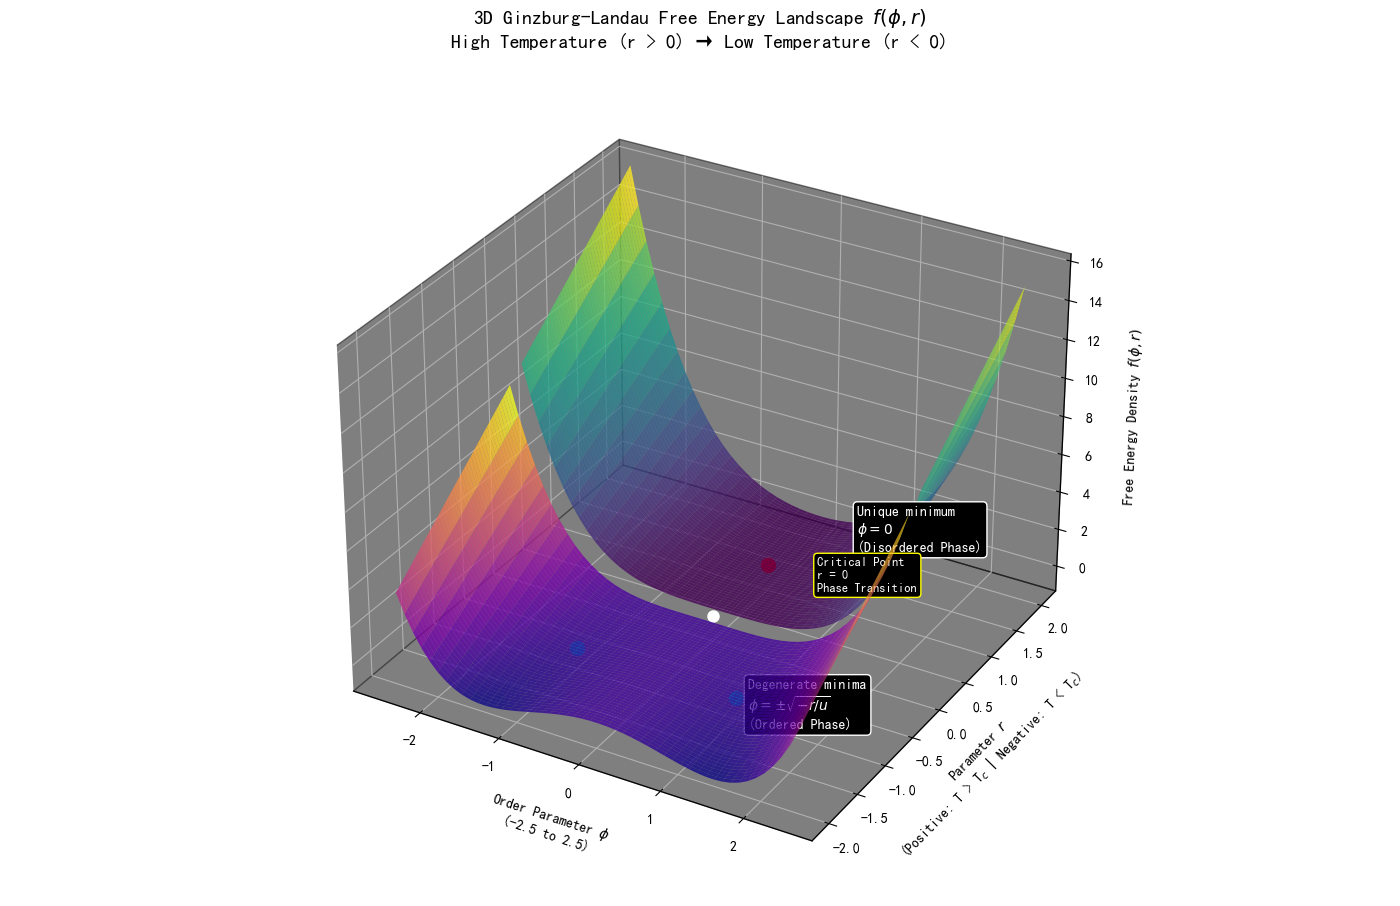 3D Ginzburg-Landau Free Energy Landscape f(ϕ, r)
High Temperature (r > 0) → Low Temperature (r < 0)
16
14
12
10
8
6
4
2
0
Free Energy Density f(ϕ, r)
Unique minimum
ϕ = 0
(Disordered Phase)
Critical Point
r = 0
Phase Transition
Degenerate minima
ϕ = ±√-r/u
(Ordered Phase)
-2
-1
0
1
2
Order Parameter ϕ
(-2.5 to 2.5)
2.0
1.5
1.0
0.5
0.0
-0.5
-1.0
-1.5
-2.0
Parameter r
(Positive: T > T_c | Negative: T < T_c)